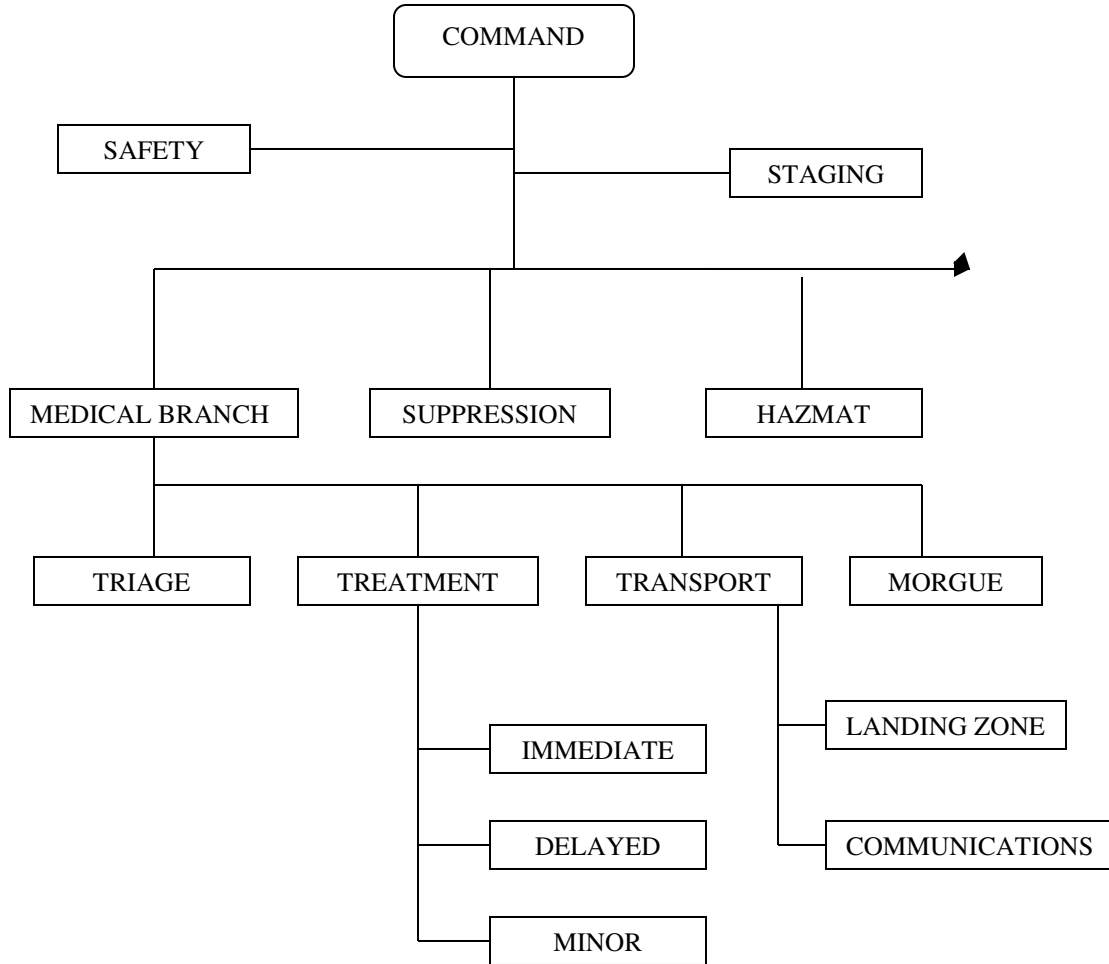 COMMAND
SAFETY
STAGING
MEDICAL BRANCH
SUPPRESSION
HAZMAT
TRIAGE
TREATMENT
TRANSPORT
MORGUE
LANDING ZONE
IMMEDIATE
DELAYED
COMMUNICATIONS
MINOR